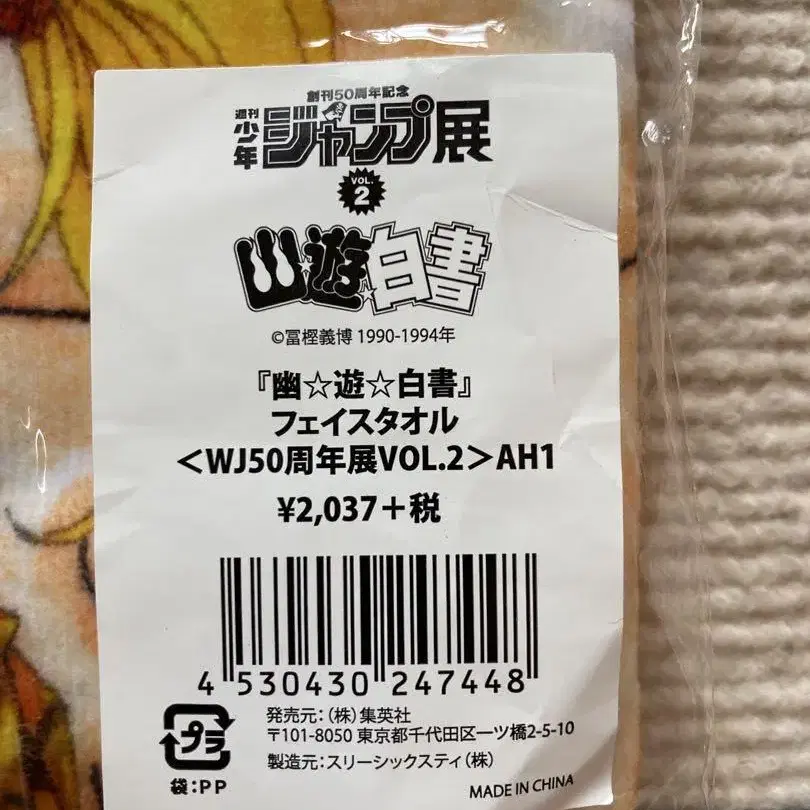 創刊50周年記念
週刊少年ジャンプ展
VOL.2
幽遊白書
©冨樫義博 1990-1994年
『幽☆遊☆白書』
フェイスタオル
＜WJ50周年展VOL.2＞AH1
¥2,037＋税
4 530430 247448
発売元：（株）集英社
〒101-8050 東京都千代田区一ツ橋2-5-10
製造元：スリーシックスティ（株）
プラ
袋：PP
MADE IN CHINA